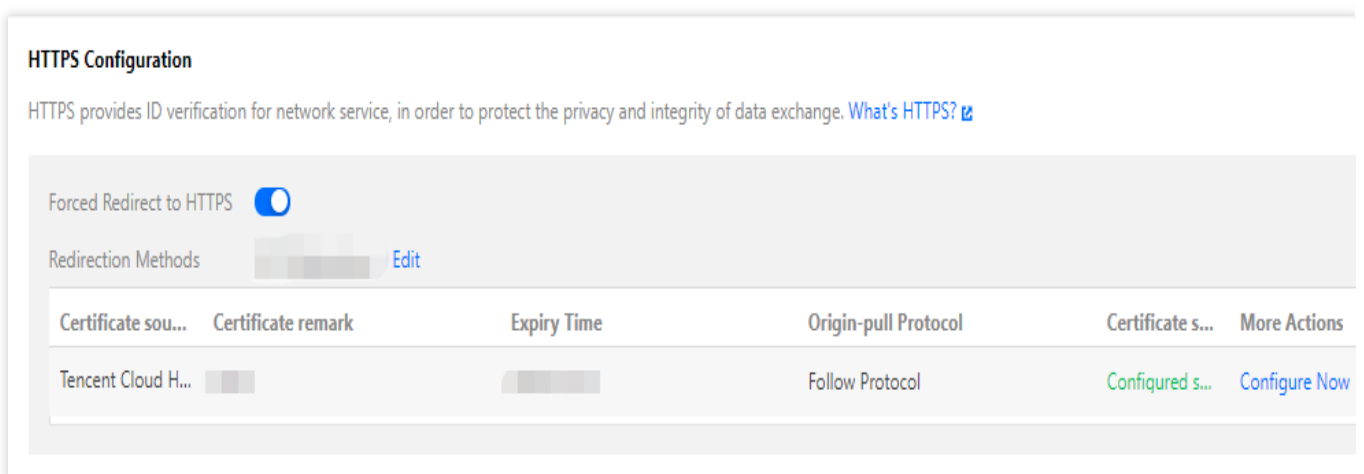 HTTPS Configuration
HTTPS provides ID verification for network service, in order to protect the privacy and integrity of data exchange. What's HTTPS?
Forced Redirect to HTTPS
Redirection Methods Edit
Certificate sou... Certificate remark Expiry Time Origin-pull Protocol Certificate s... More Actions
Tencent Cloud H... Follow Protocol Configured s... Configure Now